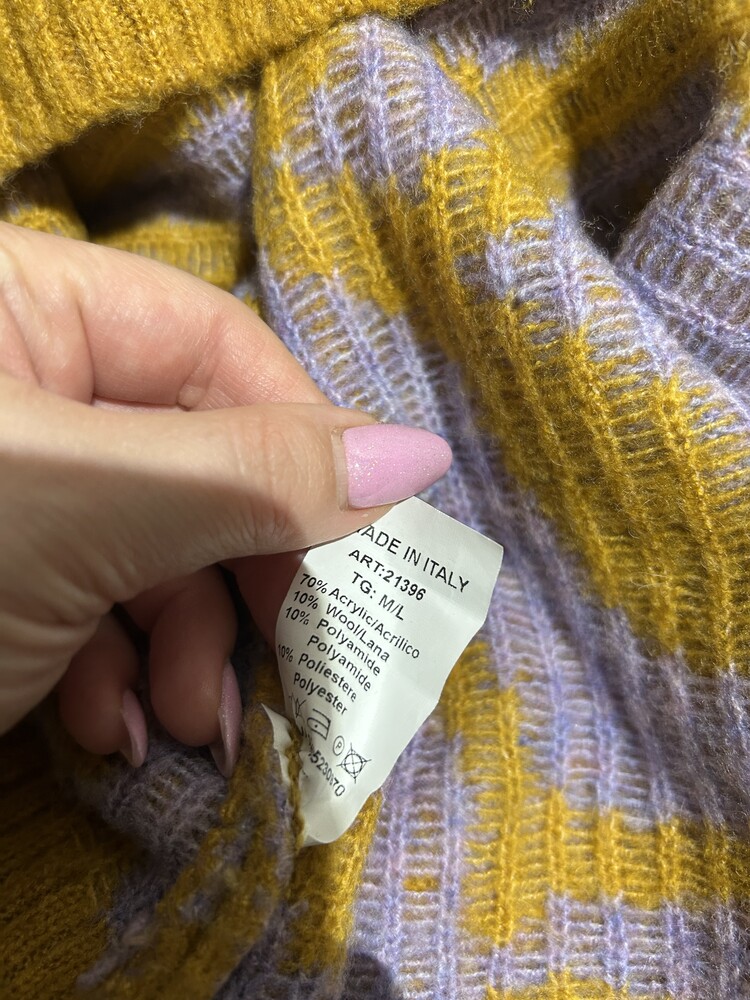 ADE IN ITALY
ART:21396
TG: M/L
70% Acrylic/Acrilico
10% Wool/Lana
10% Polyamide
Polyamide
10% Poliestere
Polyester
P